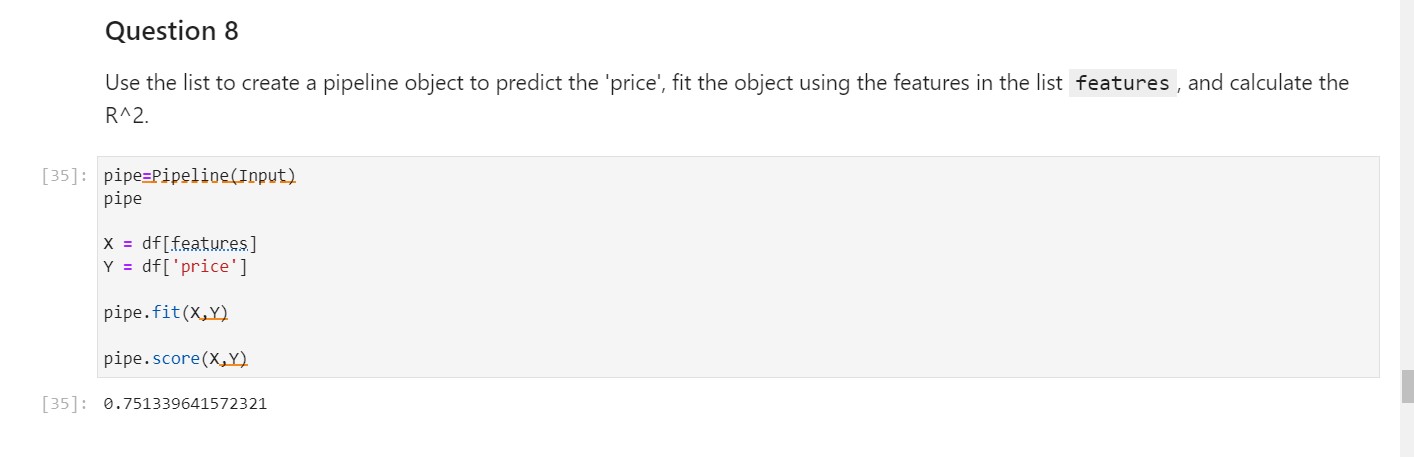 Question 8
Use the list to create a pipeline object to predict the 'price', fit the object using the features in the list features , and calculate the
R^2.
[35]: pipe=Pipeline(Input)
pipe
X = df[features]
Y = df['price']
pipe.fit(X,Y)
pipe.score(X,Y)
[35]: 0.751339641572321